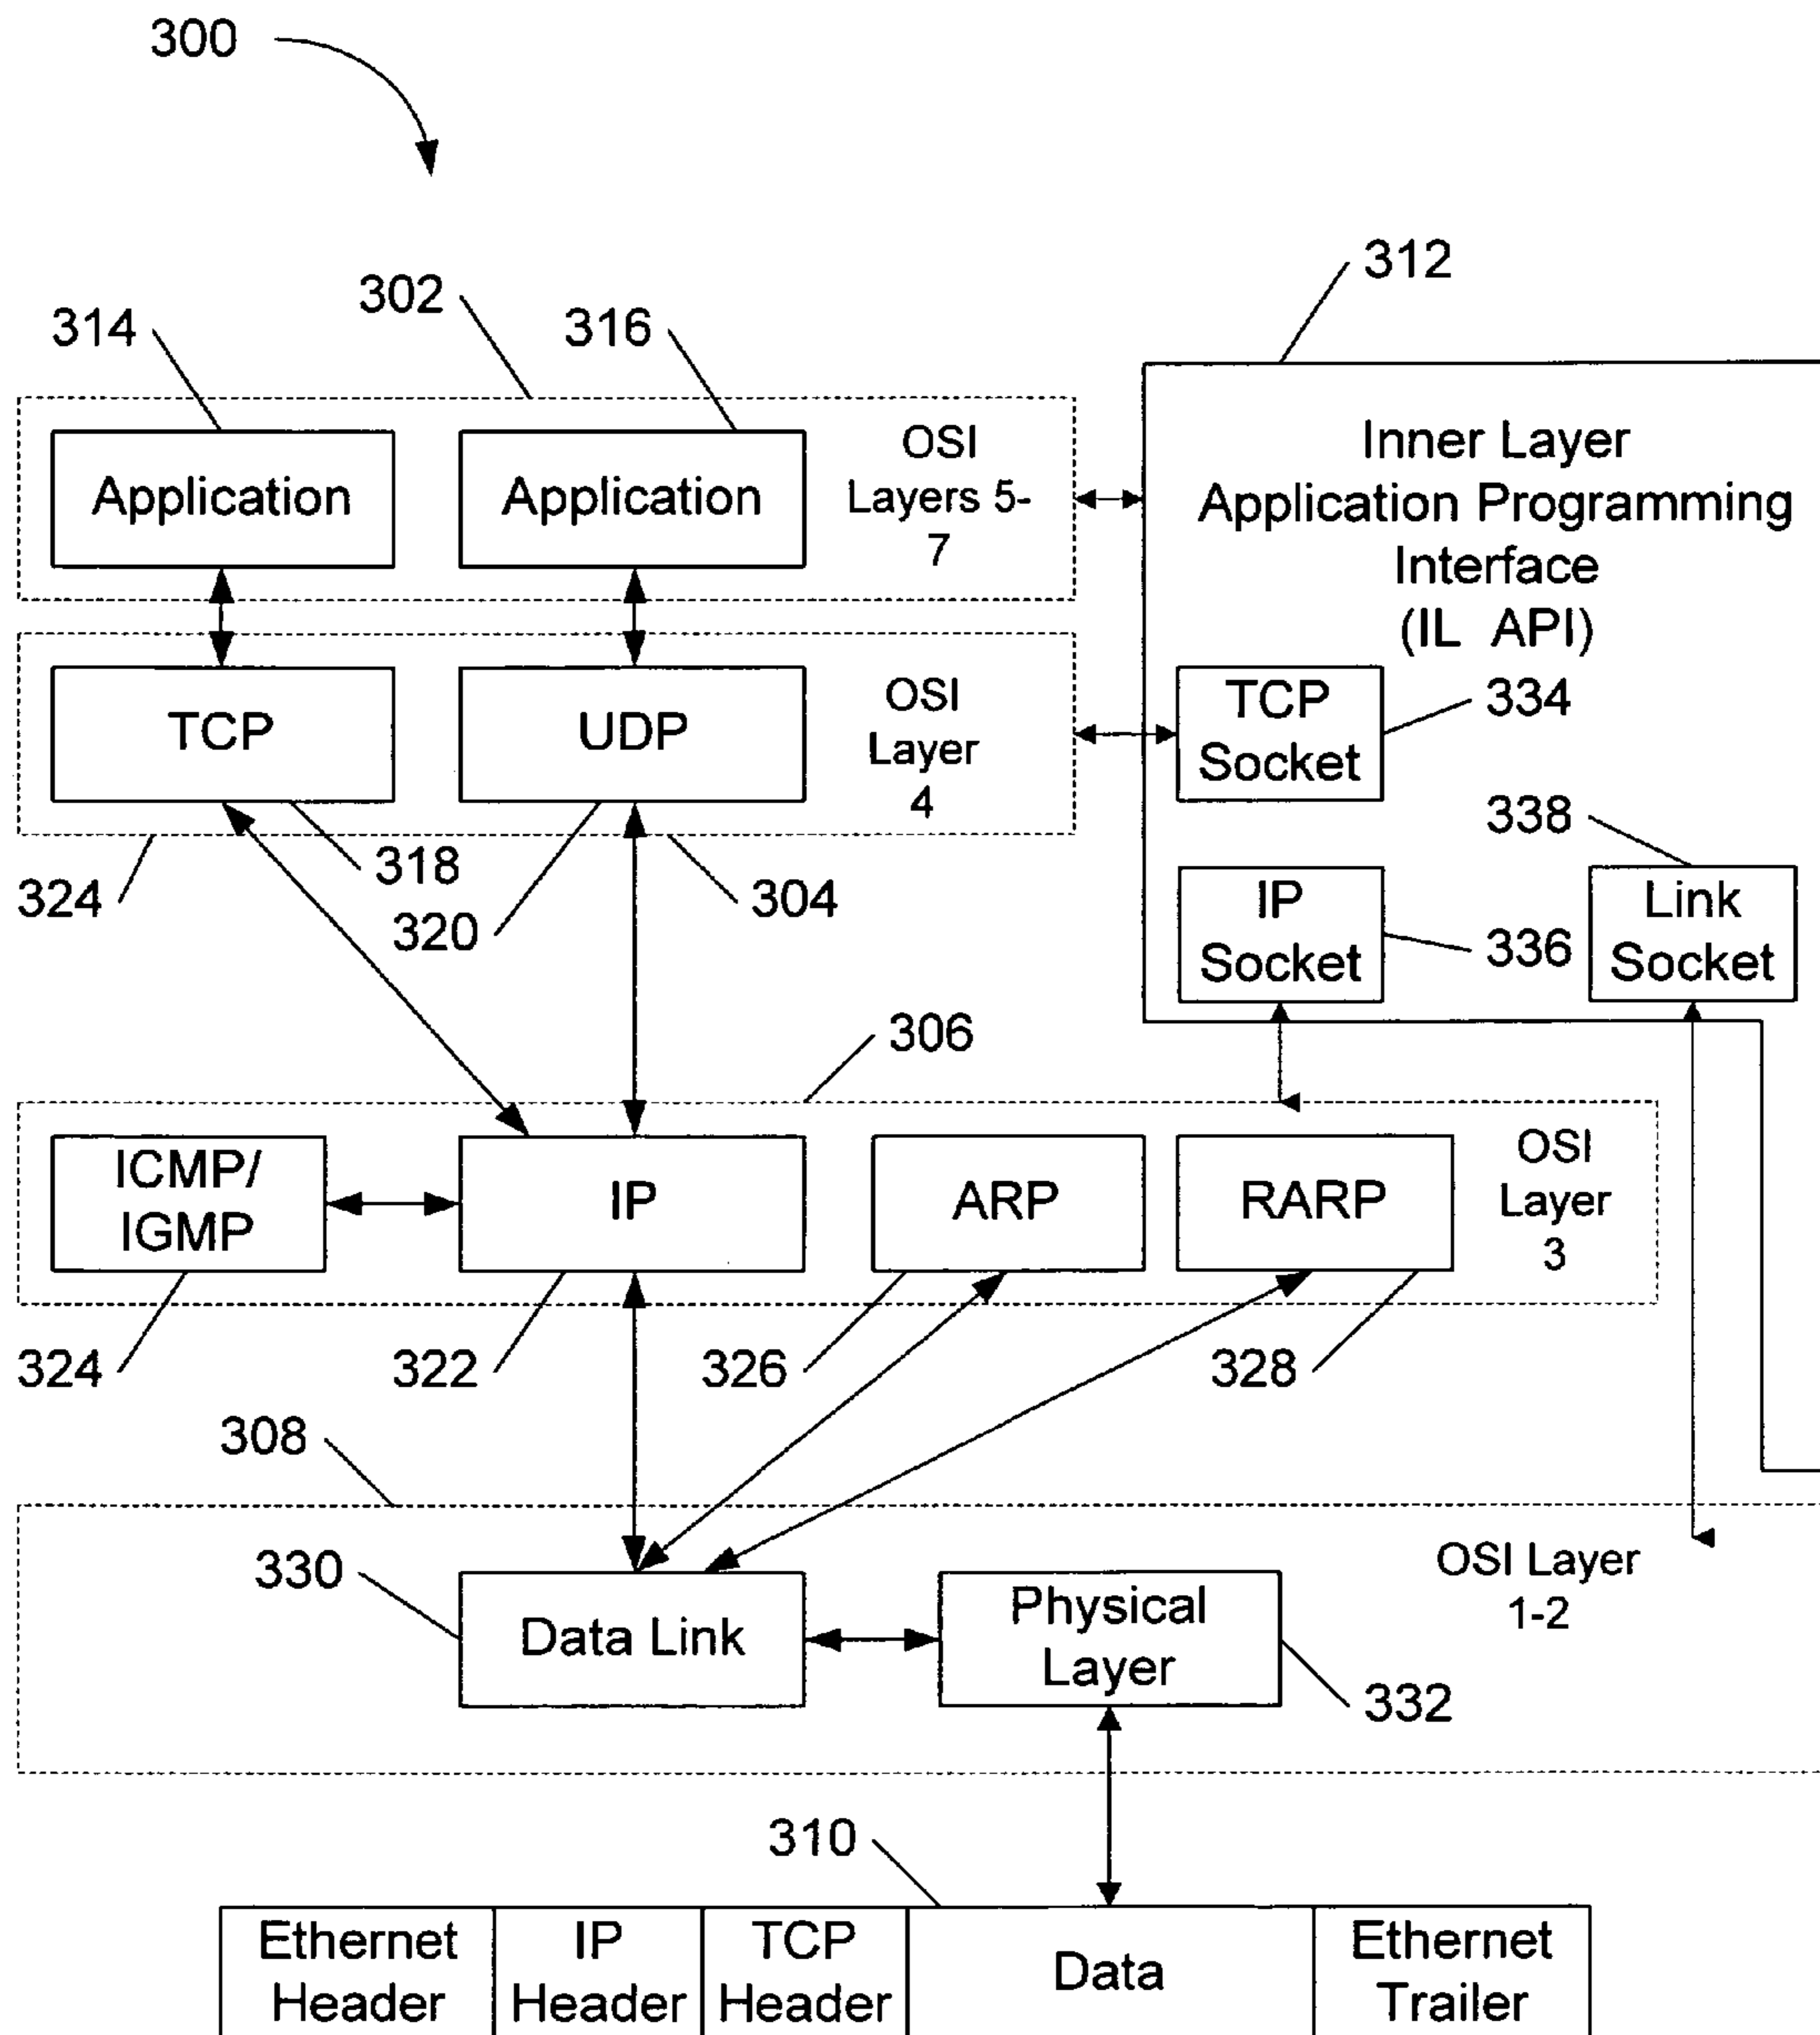 300
312
302
314
316
Application
Application
OSI
Layers 5-
7
Inner Layer
Application Programming
Interface
(IL API)
TCP
UDP
OSI
Layer
4
TCP
Socket
334
338
324
318
320
304
IP
Socket
336
Link
Socket
306
ICMP/
IGMP
IP
ARP
RARP
OSI
Layer
3
324
322
326
328
308
330
Data Link
Physical
Layer
OSI Layer
1-2
332
310
Ethernet
Header
IP
Header
TCP
Header
Data
Ethernet
Trailer